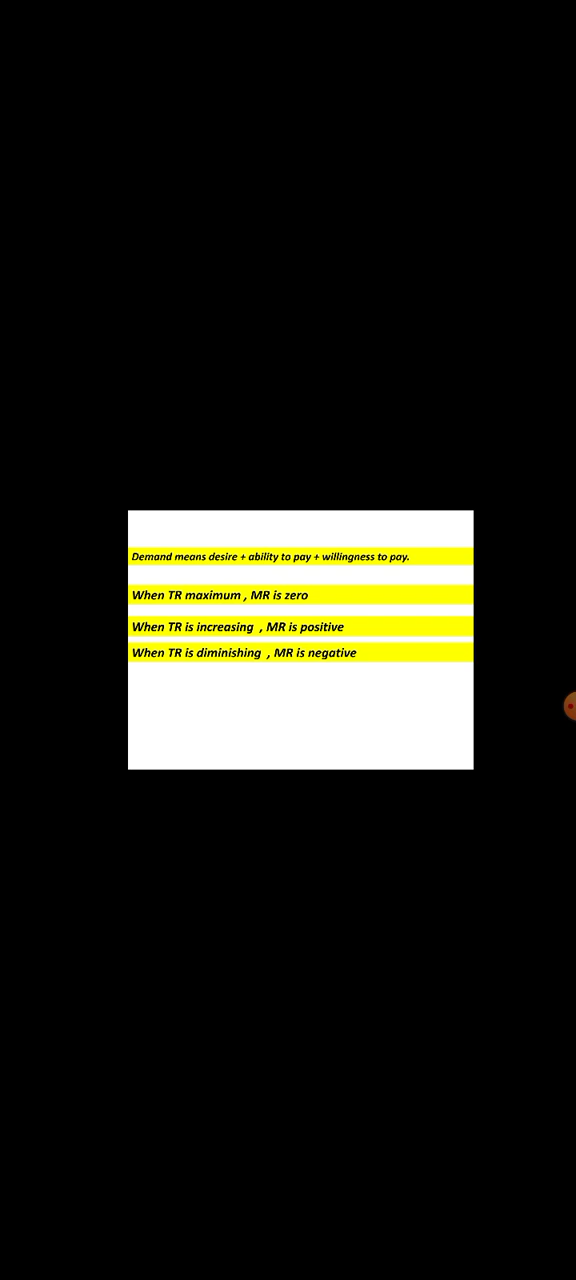 Demand means desire + ability to pay + willingness to pay.
When TR maximum , MR is zero
When TR is increasing  , MR is positive
When TR is diminishing  , MR is negative